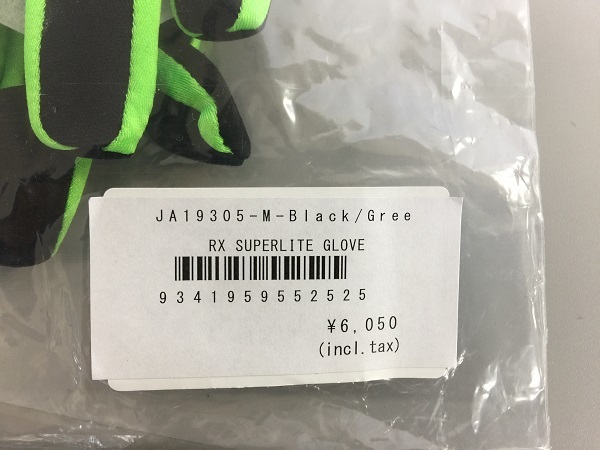 JA19305-M-Black/Gree
RX SUPERLITE GLOVE
9341959552525
¥6,050
(incl.tax)